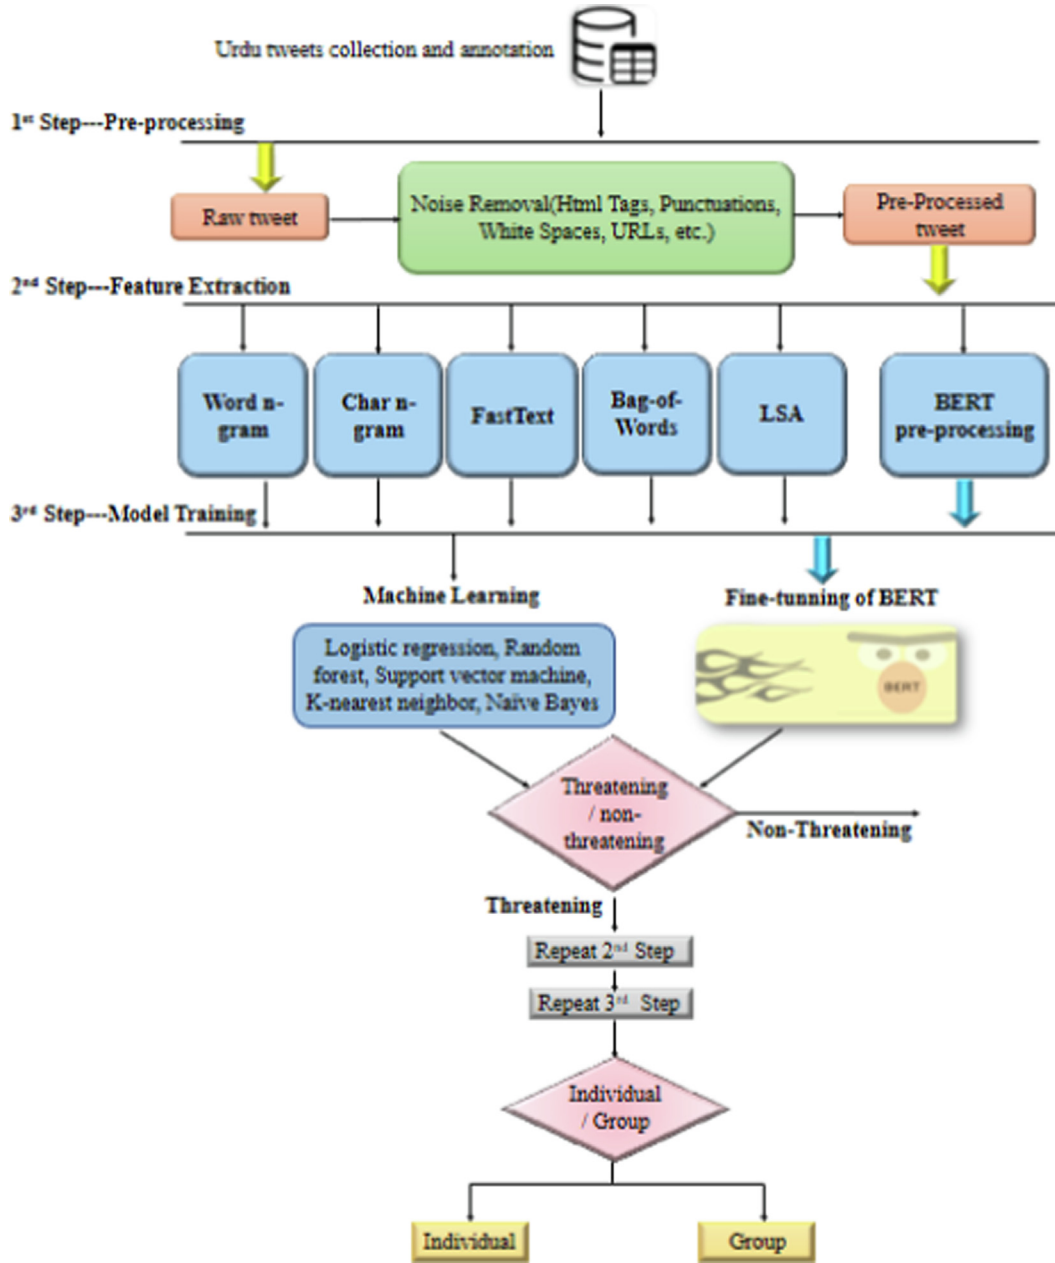 Urdu tweets collection and annotation
1st Step---Pre-processing
Raw tweet
Noise Removal(Html Tags, Punctuations,
White Spaces, URLs, etc.)
Pre-Processed
tweet
2nd Step---Feature Extraction
Word n-
gram
Char n-
gram
FastText
Bag-of-
Words
LSA
BERT
pre-processing
3rd Step---Model Training
Machine Learning
Fine-tunning of BERT
Logistic regression, Random
forest, Support vector machine,
K-nearest neighbor, Naïve Bayes
BERT
Threatening
/ non-
threatening
Non-Threatening
Threatening
Repeat 2nd Step
Repeat 3rd Step
Individual
/ Group
Individual
Group